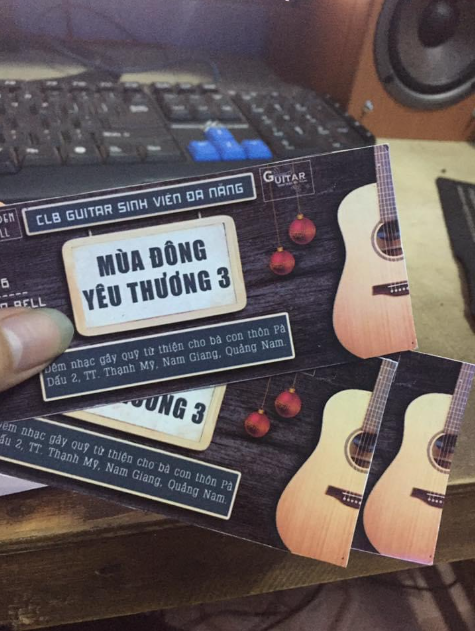 CLB GUITAR SINH VIÊN ĐÀ NẴNG
GUITAR
MÙA ĐÔNG
YÊU THƯƠNG 3
BELL
Đêm nhạc gây quỹ từ thiện cho bà con thôn Pà
Dấu 2, TT. Thạnh Mỹ, Nam Giang, Quảng Nam.
ƯƠNG 3
Đêm nhạc gây quỹ từ thiện cho bà con thôn Pà
Dấu 2, TT. Thạnh Mỹ, Nam Giang, Quảng Nam.